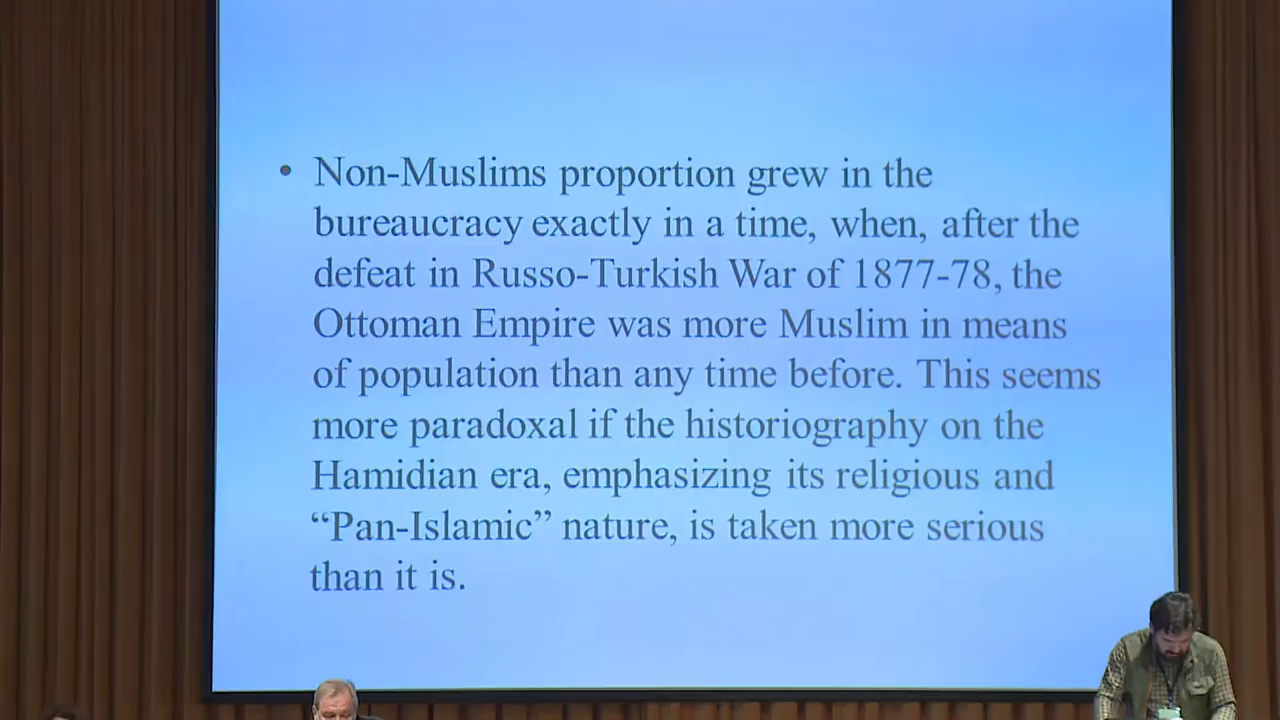 • Non-Muslims proportion grew in the
bureaucracy exactly in a time, when, after the
defeat in Russo-Turkish War of 1877-78, the
Ottoman Empire was more Muslim in means
of population than any time before. This seems
more paradoxal if the historiography on the
Hamidian era, emphasizing its religious and
“Pan-Islamic” nature, is taken more serious
than it is.